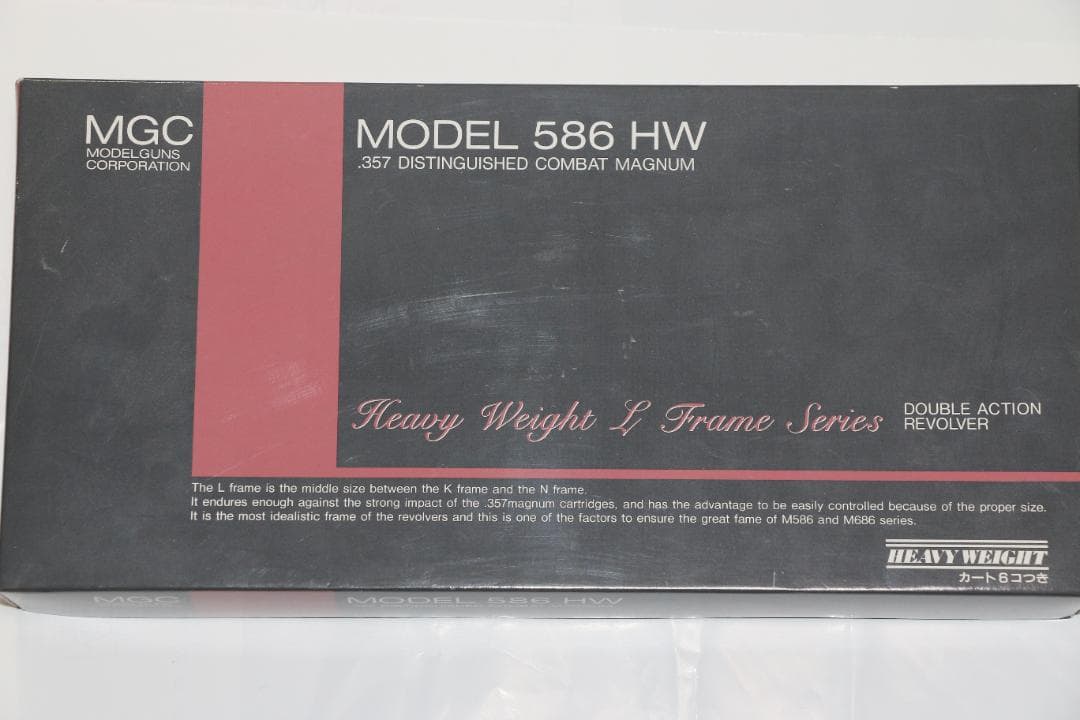 MGC
MODELGUNS
CORPORATION
MODEL 586 HW
.357 DISTINGUISHED COMBAT MAGNUM
Heavy Weight L Frame Series
DOUBLE ACTION
REVOLVER
The L frame is the middle size between the K frame and the N frame.
It endures enough against the strong impact of the .357magnum cartridges, and has the advantage to be easily controlled because of the proper size.
It is the most idealistic frame of the revolvers and this is one of the factors to ensure the great fame of M586 and M686 series.
HEAVY WEIGHT
カート6コつき
MGC
MODEL 586 HW